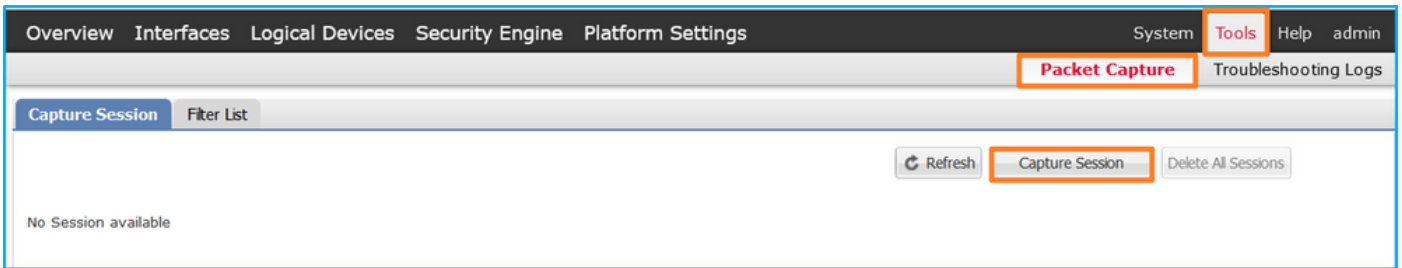 Overview Interfaces Logical Devices Security Engine Platform Settings System Tools Help admin
Packet Capture Troubleshooting Logs
Capture Session Filter List
Refresh Capture Session Delete All Sessions
No Session available